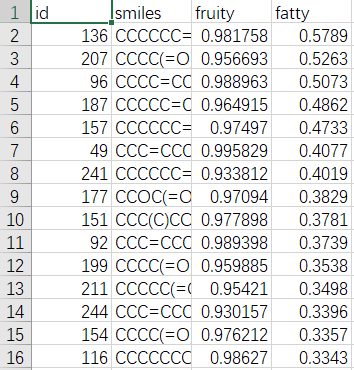 1 id smiles fruity fatty
2 136 CCCCCC= 0.981758 0.5789
3 207 CCCC(=O 0.956693 0.5263
4 96 CCCC=CC 0.988963 0.5073
5 187 CCCCC=C 0.964915 0.4862
6 157 CCCCCC= 0.97497 0.4733
7 49 CCC=CCC 0.995829 0.4077
8 241 CCCCCC= 0.933812 0.4019
9 177 CCOC(=O 0.97094 0.3829
10 151 CCC(C)CC 0.977898 0.3781
11 92 CCC=CCC 0.989398 0.3739
12 199 CCCC(=O 0.959885 0.3538
13 211 CCCCC(=( 0.95421 0.3498
14 244 CCC=CCC 0.930157 0.3396
15 154 CCCC(=O 0.976212 0.3357
16 116 CCCCCCC 0.98627 0.3343